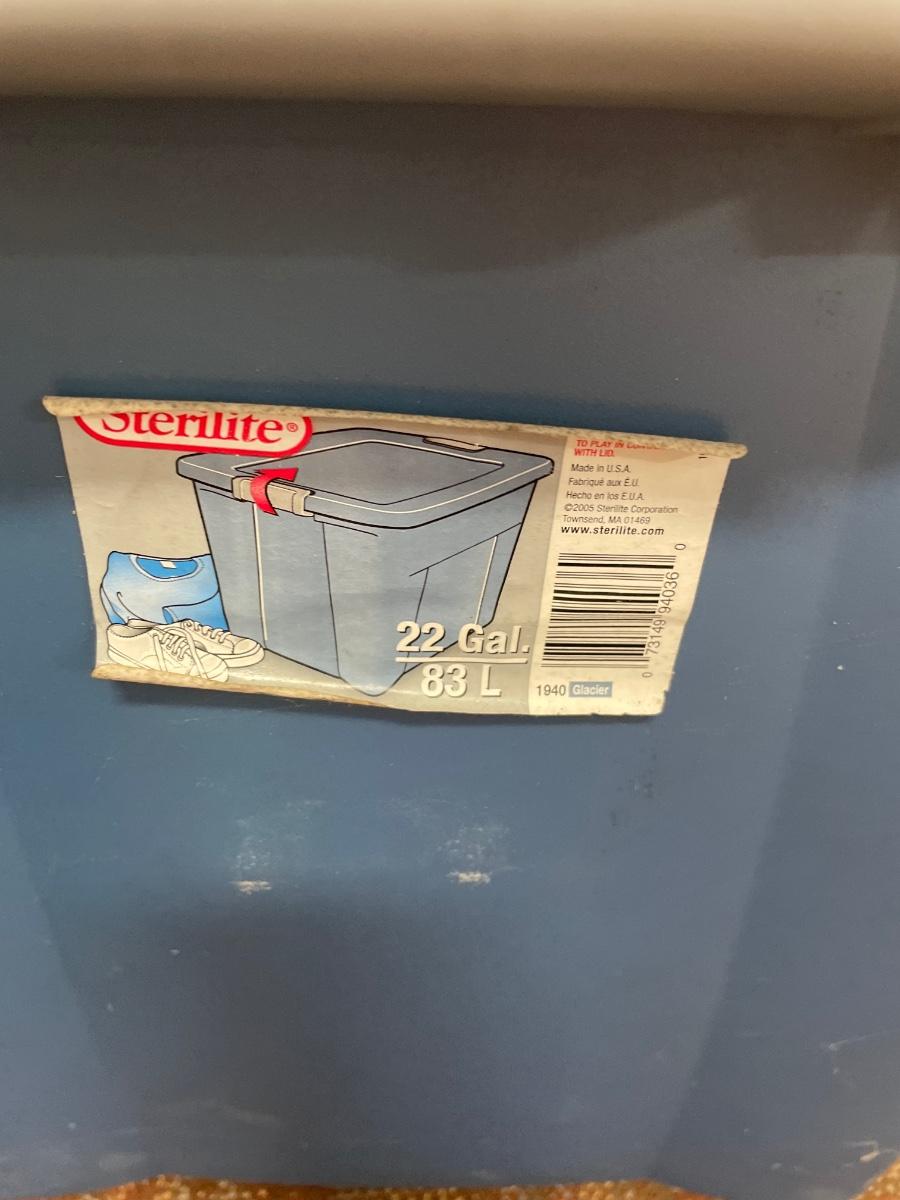 Sterilite®
TO PLAY IN
WITH LID.
Made in U.S.A.
Fabriqué aux É.U.
Hecho en los E.U.A.
©2005 Sterilite Corporation
Townsend, MA 01469
www.sterilite.com
0 73149 94036 0
22 Gal.
83 L
1940 Glacier